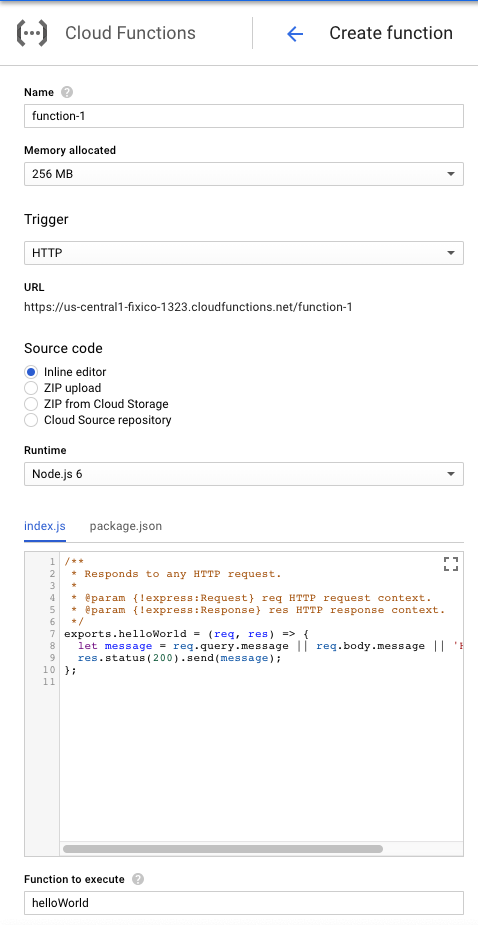 Cloud Functions
Create function
Name
function-1
Memory allocated
256 MB
Trigger
HTTP
URL
https://us-central1-fixico-1323.cloudfunctions.net/function-1
Source code
Inline editor
ZIP upload
ZIP from Cloud Storage
Cloud Source repository
Runtime
Node.js 6
index.js package.json
1 /**
2  * Responds to any HTTP request.
3  *
4  * @param {!express:Request} req HTTP request context.
5  * @param {!express:Response} res HTTP response context.
6  */
7 exports.helloWorld = (req, res) => {
8   let message = req.query.message || req.body.message || '
9   res.status(200).send(message);
10 };
11
Function to execute
helloWorld